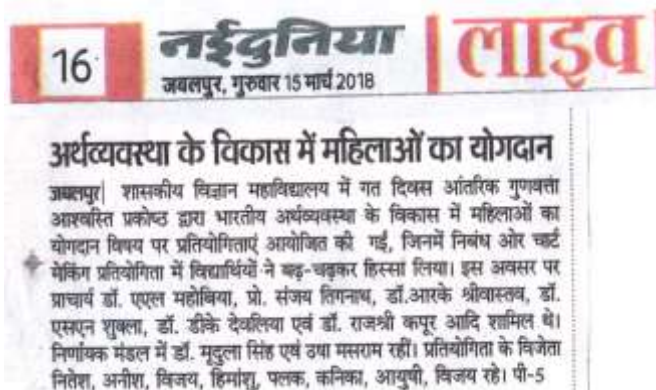 16
नईदुनिया
लाइव
जबलपुर, गुरुवार 15 मार्च 2018
अर्थव्यवस्था के विकास में महिलाओं का योगदान
जबलपुर| शासकीय विज्ञान महाविद्यालय में गत दिवस आंतरिक गुणवत्ता
आश्वस्ति प्रकोष्ठ द्वारा भारतीय अर्थव्यवस्था के विकास में महिलाओं का
योगदान विषय पर प्रतियोगिताएं आयोजित की गईं, जिनमें निबंध ओर चार्ट
मेकिंग प्रतियोगिता में विद्यार्थियों ने बढ़-चढ़कर हिस्सा लिया। इस अवसर पर
प्राचार्य डॉ. एएल महोबिया, प्रो. संजय तिगनाथ, डॉ.आरके श्रीवास्तव, डॉ.
एसएन शुक्ला, डॉ. डीके देवलिया एवं डॉ. राजश्री कपूर आदि शामिल थे।
निर्णायक मंडल में डॉ. मृदुला सिंह एवं उषा मसराम रहीं। प्रतियोगिता के विजेता
नितेश, अनीश, विजय, हिमांशु, पलक, कनिका, आयुषी, विजय रहे। पी-5